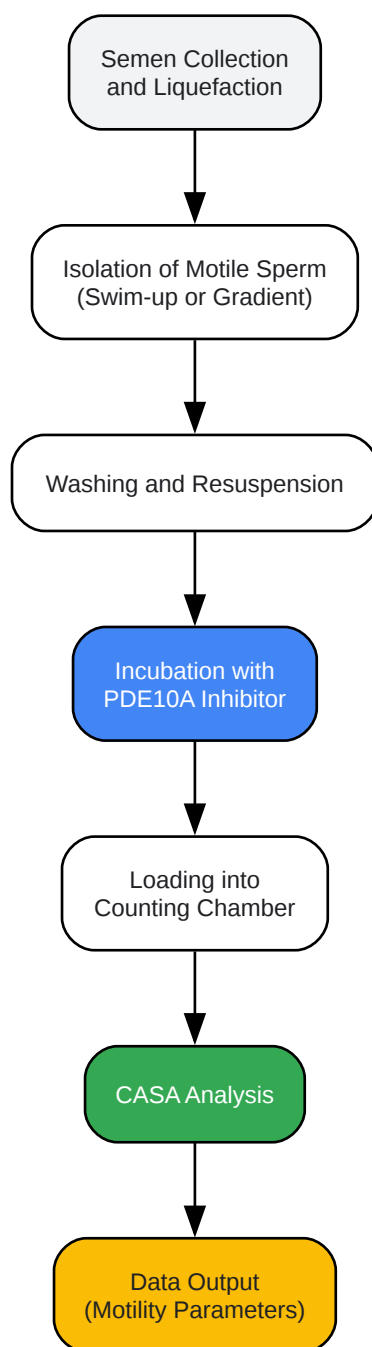 Semen Collection
and Liquefaction
Isolation of Motile Sperm
(Swim-up or Gradient)
Washing and Resuspension
Incubation with
PDE10A Inhibitor
Loading into
Counting Chamber
CASA Analysis
Data Output
(Motility Parameters)